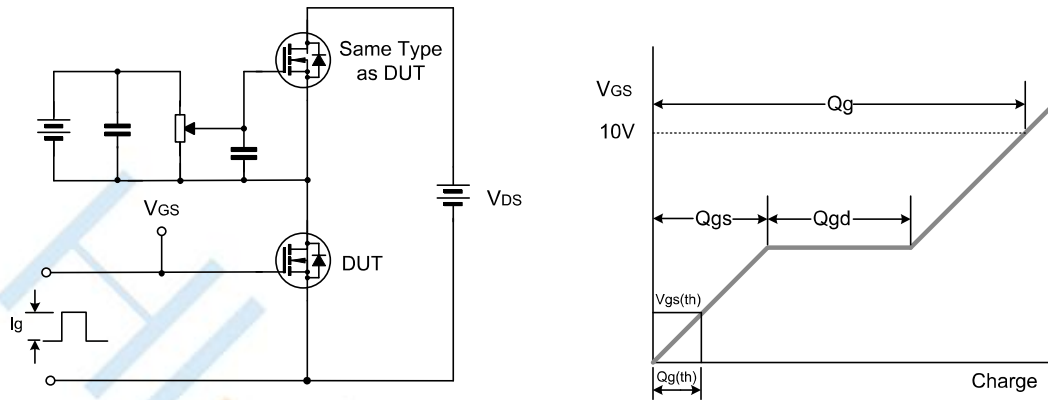 Same Type
as DUT
VGS
VDS
DUT
Ig
VGS
10V
Qg
Qgs
Qgd
Vgs(th)
Qg(th)
Charge